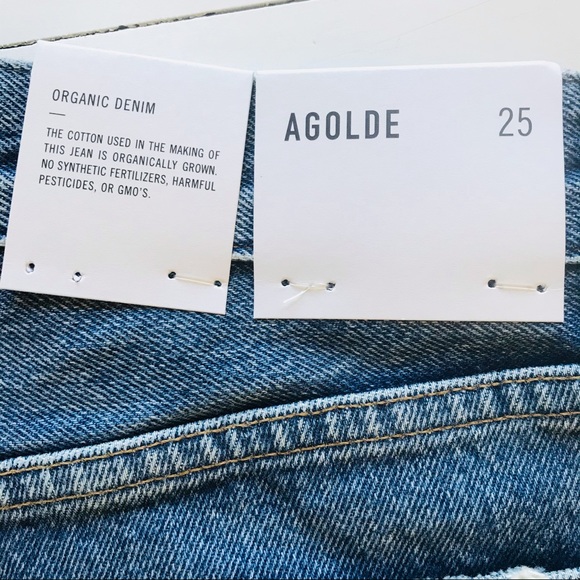 ORGANIC DENIM
THE COTTON USED IN THE MAKING OF
THIS JEAN IS ORGANICALLY GROWN.
NO SYNTHETIC FERTILIZERS, HARMFUL
PESTICIDES, OR GMO'S.
AGOLDE 25